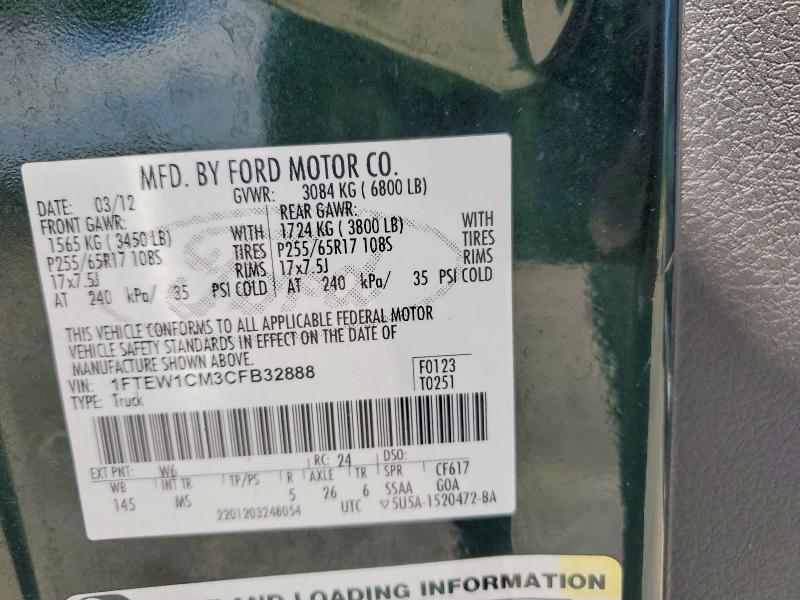 MFD. BY FORD MOTOR CO.
DATE: 03/12 GVWR: 3084 KG ( 6800 LB)
FRONT GAWR: REAR GAWR:
1565 KG ( 3450 LB) WITH 1724 KG ( 3800 LB) WITH
P255/65R17 108S TIRES P255/65R17 108S TIRES
17x7.5J RIMS 17x7.5J RIMS
AT 240 kPa/ 35 PSI COLD AT 240 kPa/ 35 PSI COLD
THIS VEHICLE CONFORMS TO ALL APPLICABLE FEDERAL MOTOR
VEHICLE SAFETY STANDARDS IN EFFECT ON THE DATE OF
MANUFACTURE SHOWN ABOVE.
VIN: 1FTEW1CM3CFB32888 F0123
TYPE: Truck T0251
EXT PNT: W6 RC: 24 DSO:
WB INT TR TP/PS R AXLE TR SPR CF617
145 MS 5 26 6 SSAA GOA
2201203248054 UTC ▽5U5A-1520472-BA
AND LOADING INFORMATION